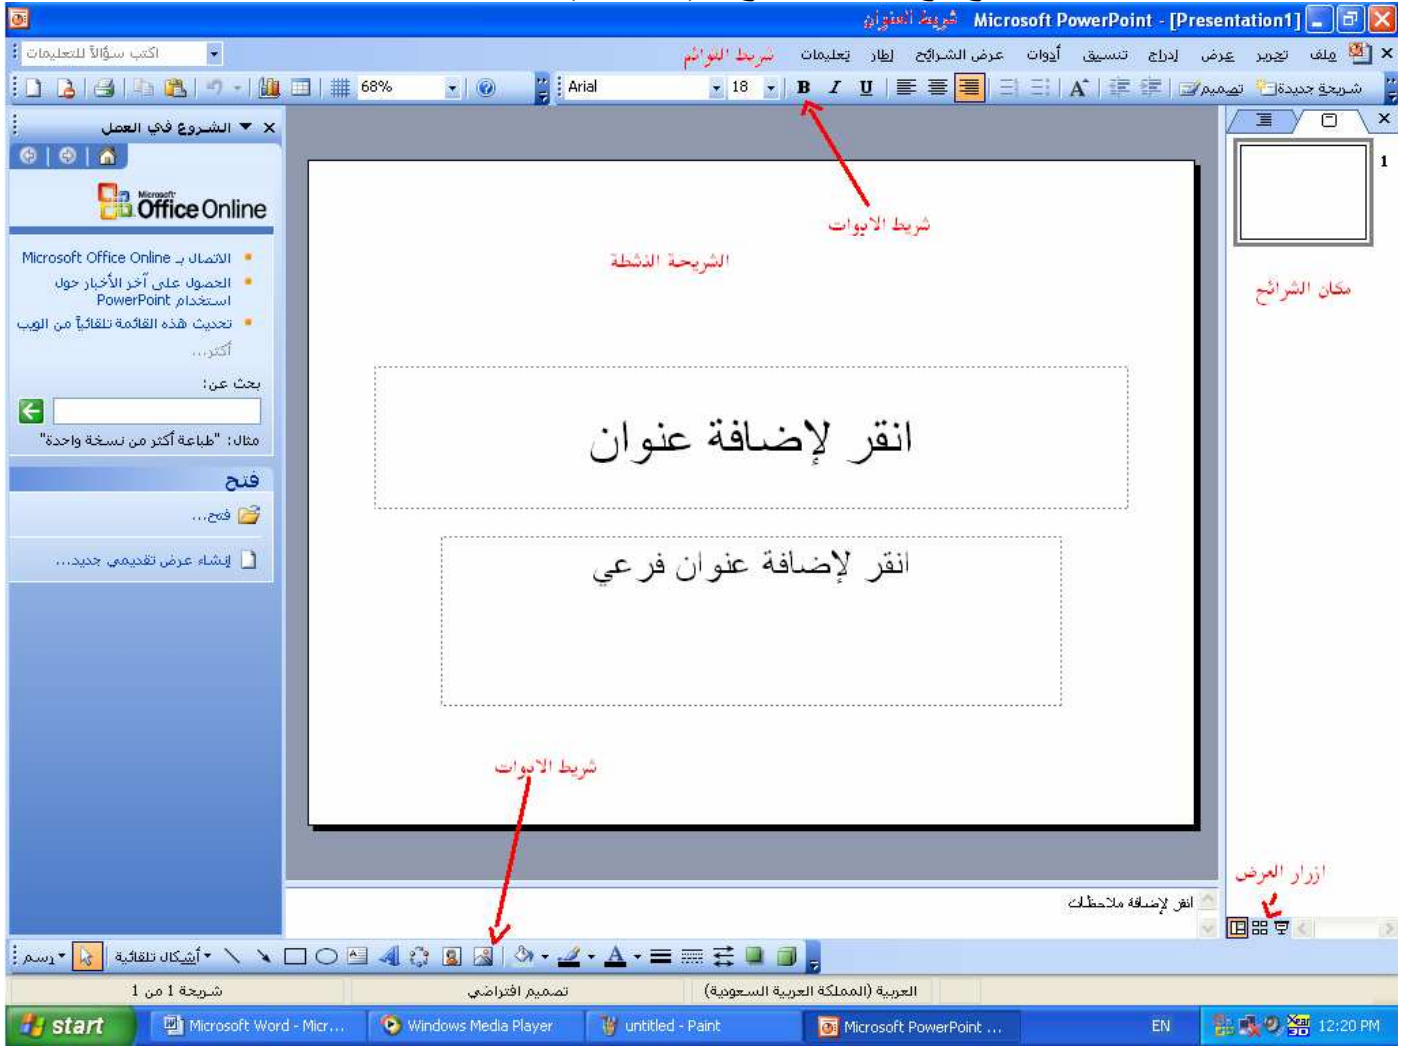 شريط العنوان Microsoft PowerPoint - [Presentation1]
ملف تحرير عرض إدراج تنسيق أدوات عرض الشرائح إطار تعليمات شريط القوائم اكتب سؤالاً للتعليمات
68% Arial 18 B I U A شريحة جديدة تصميم
الشروع في العمل
Microsoft
Office Online
الاتصال بـ Microsoft Office Online
الحصول على آخر الأخبار حول
استخدام PowerPoint
تحديث هذه القائمة تلقائياً من الويب
أكثر...
بحث عن:
مثال: "طباعة أكثر من نسخة واحدة"
فتح
فتح...
إنشاء عرض تقديمي جديد...
شريط الادوات
الشريحة النشطة
انقر لإضافة عنوان
انقر لإضافة عنوان فرعي
شريط الادوات
1
مكان الشرائح
ازرار العرض
انقر لإضافة ملاحظات
رسم أشكال تلقائية A
شريحة 1 من 1 تصميم افتراضي العربية (المملكة العربية السعودية)
start Microsoft Word - Micr... Windows Media Player untitled - Paint Microsoft PowerPoint ... EN 12:20 PM